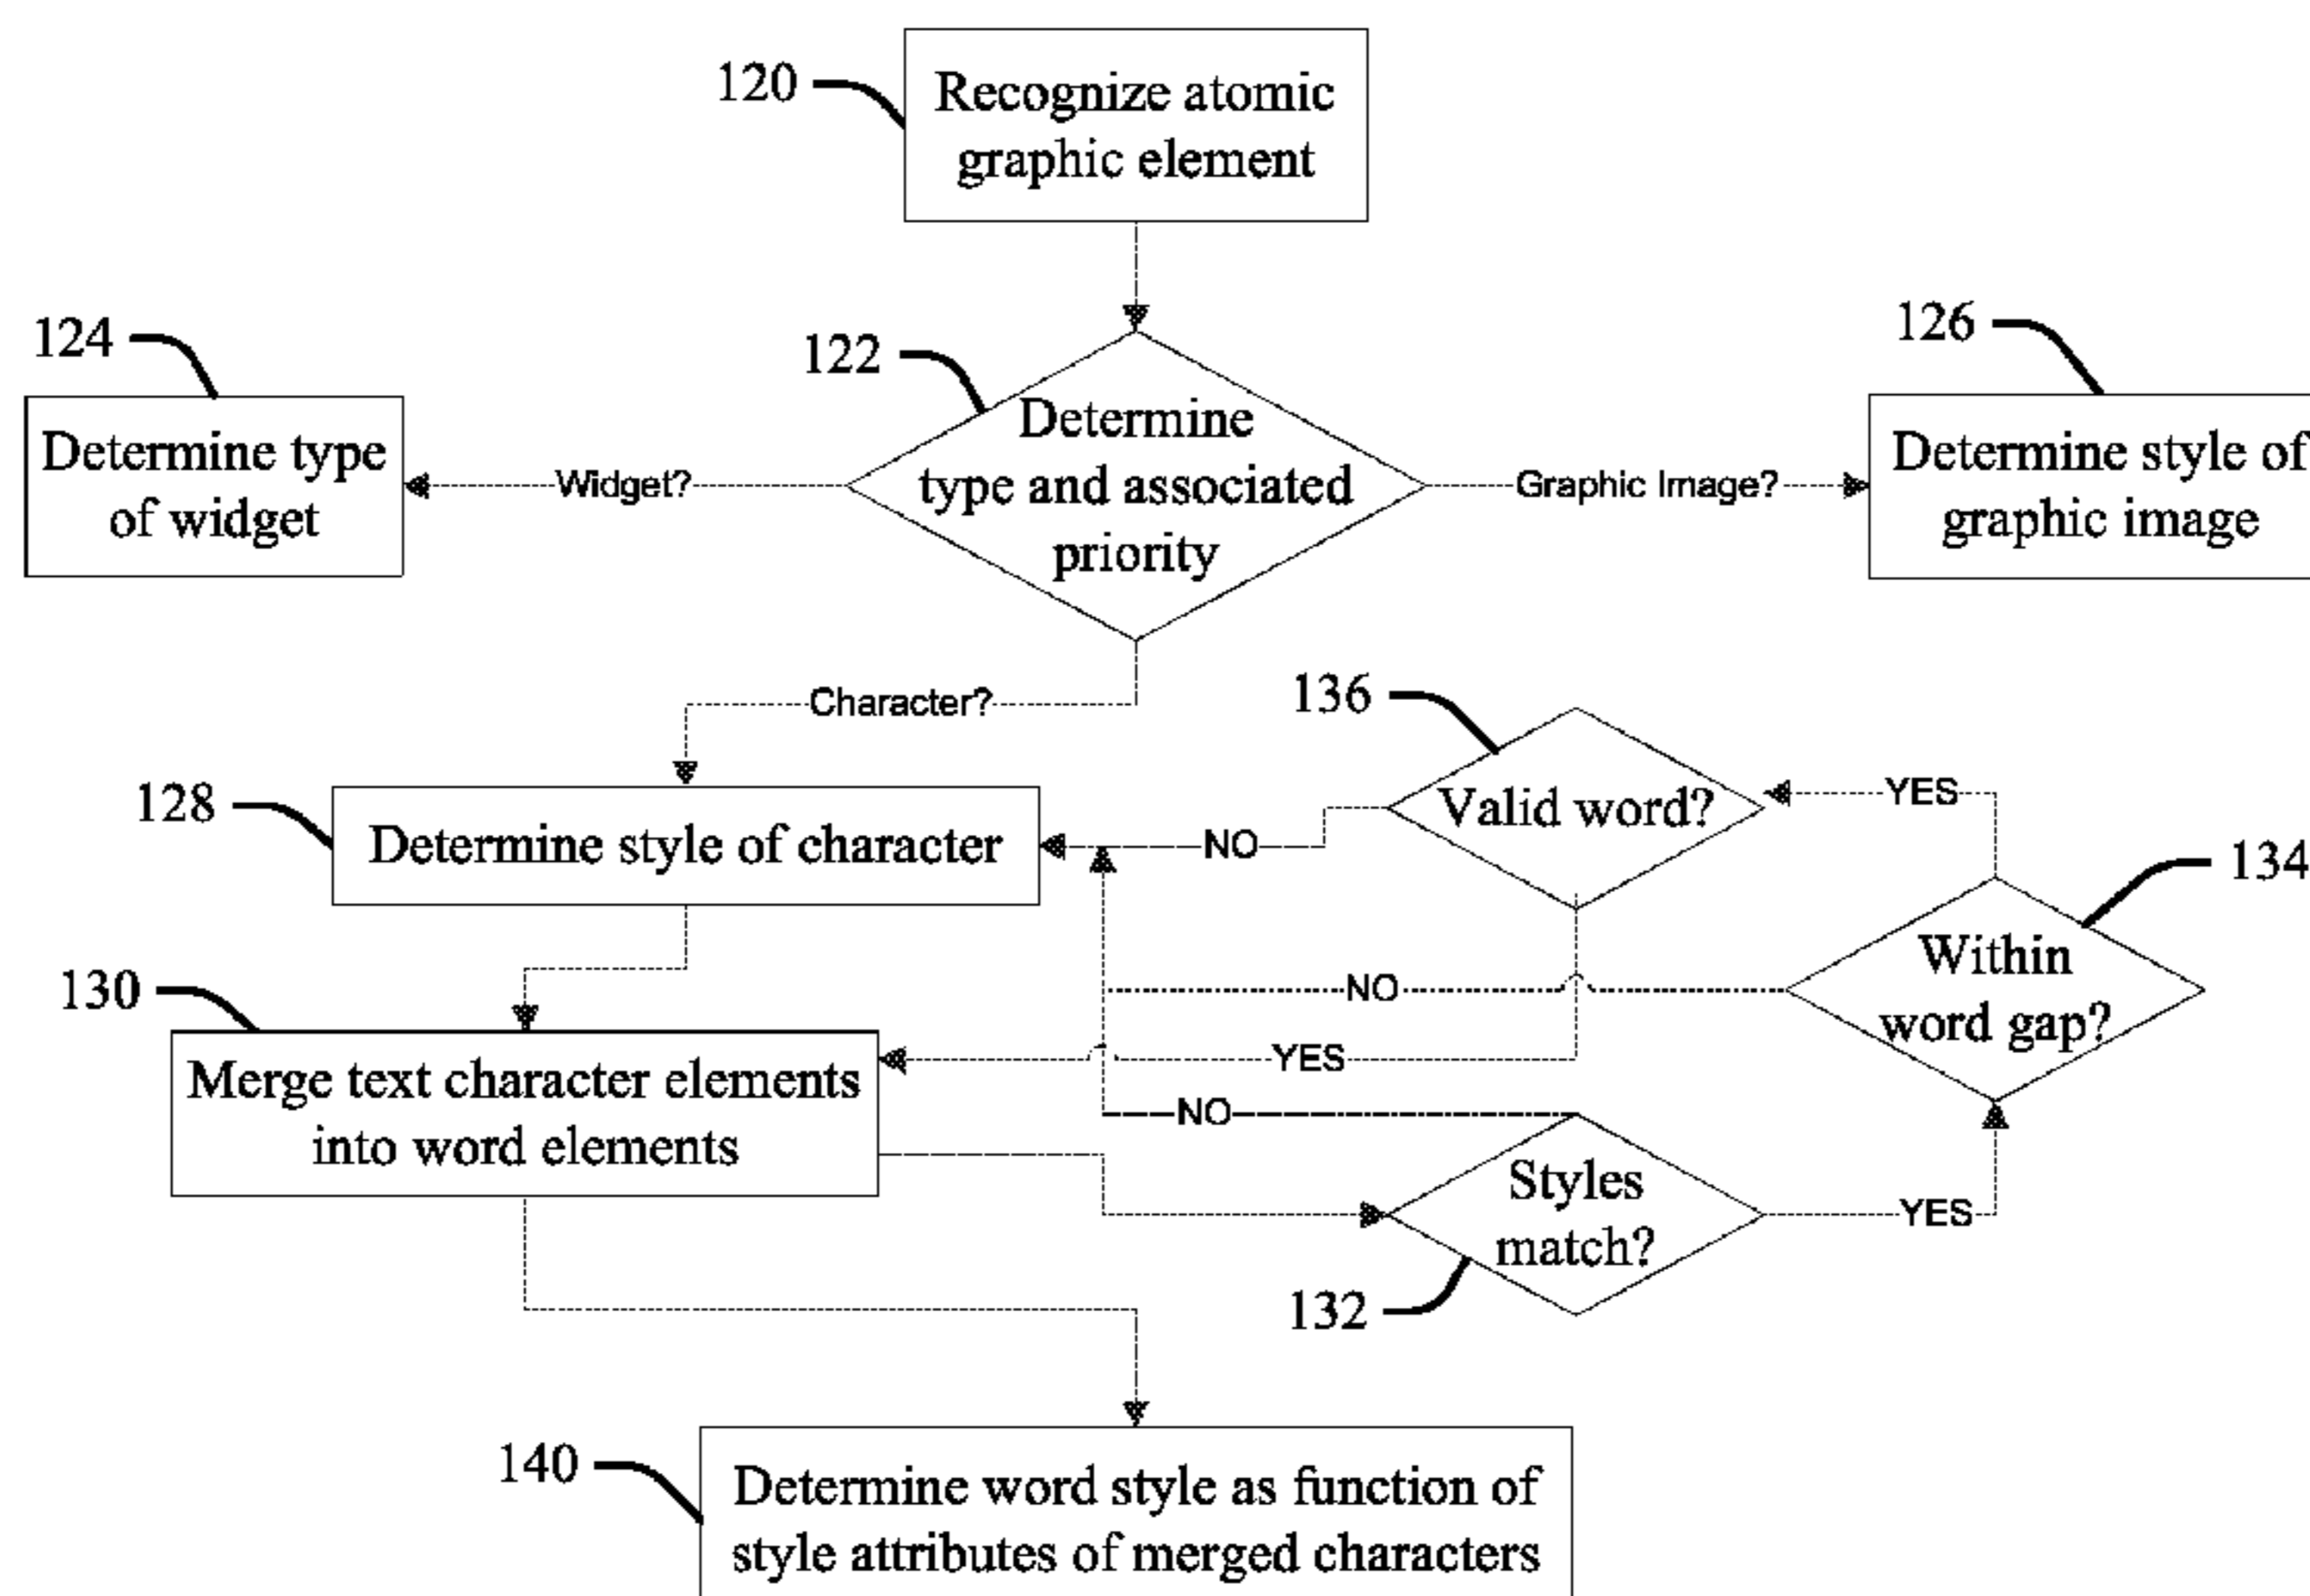 120
Recognize atomic
graphic element
124
122
126
Determine type
of widget
Widget?
Determine
type and associated
priority
Graphic Image?
Determine style of
graphic image
Character?
136
128
Determine style of character
NO
Valid word?
YES
134
Within
word gap?
NO
130
Merge text character elements
into word elements
YES
NO
Styles
match?
YES
132
140
Determine word style as function of
style attributes of merged characters